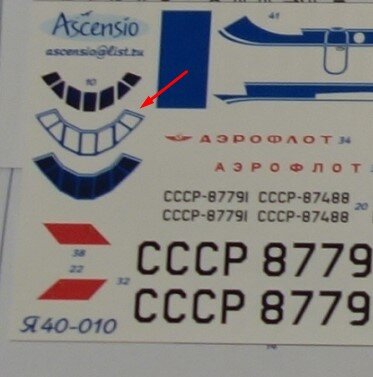 Ascensio
ascensio@list.ru
41
10
АЭРОФЛОТ 34
АЭРОФЛОТ
СССР-87791 СССР-87488
20
СССР-87791 СССР-87488
38
22
32
СССР 8779
СССР 8779
Я40-010